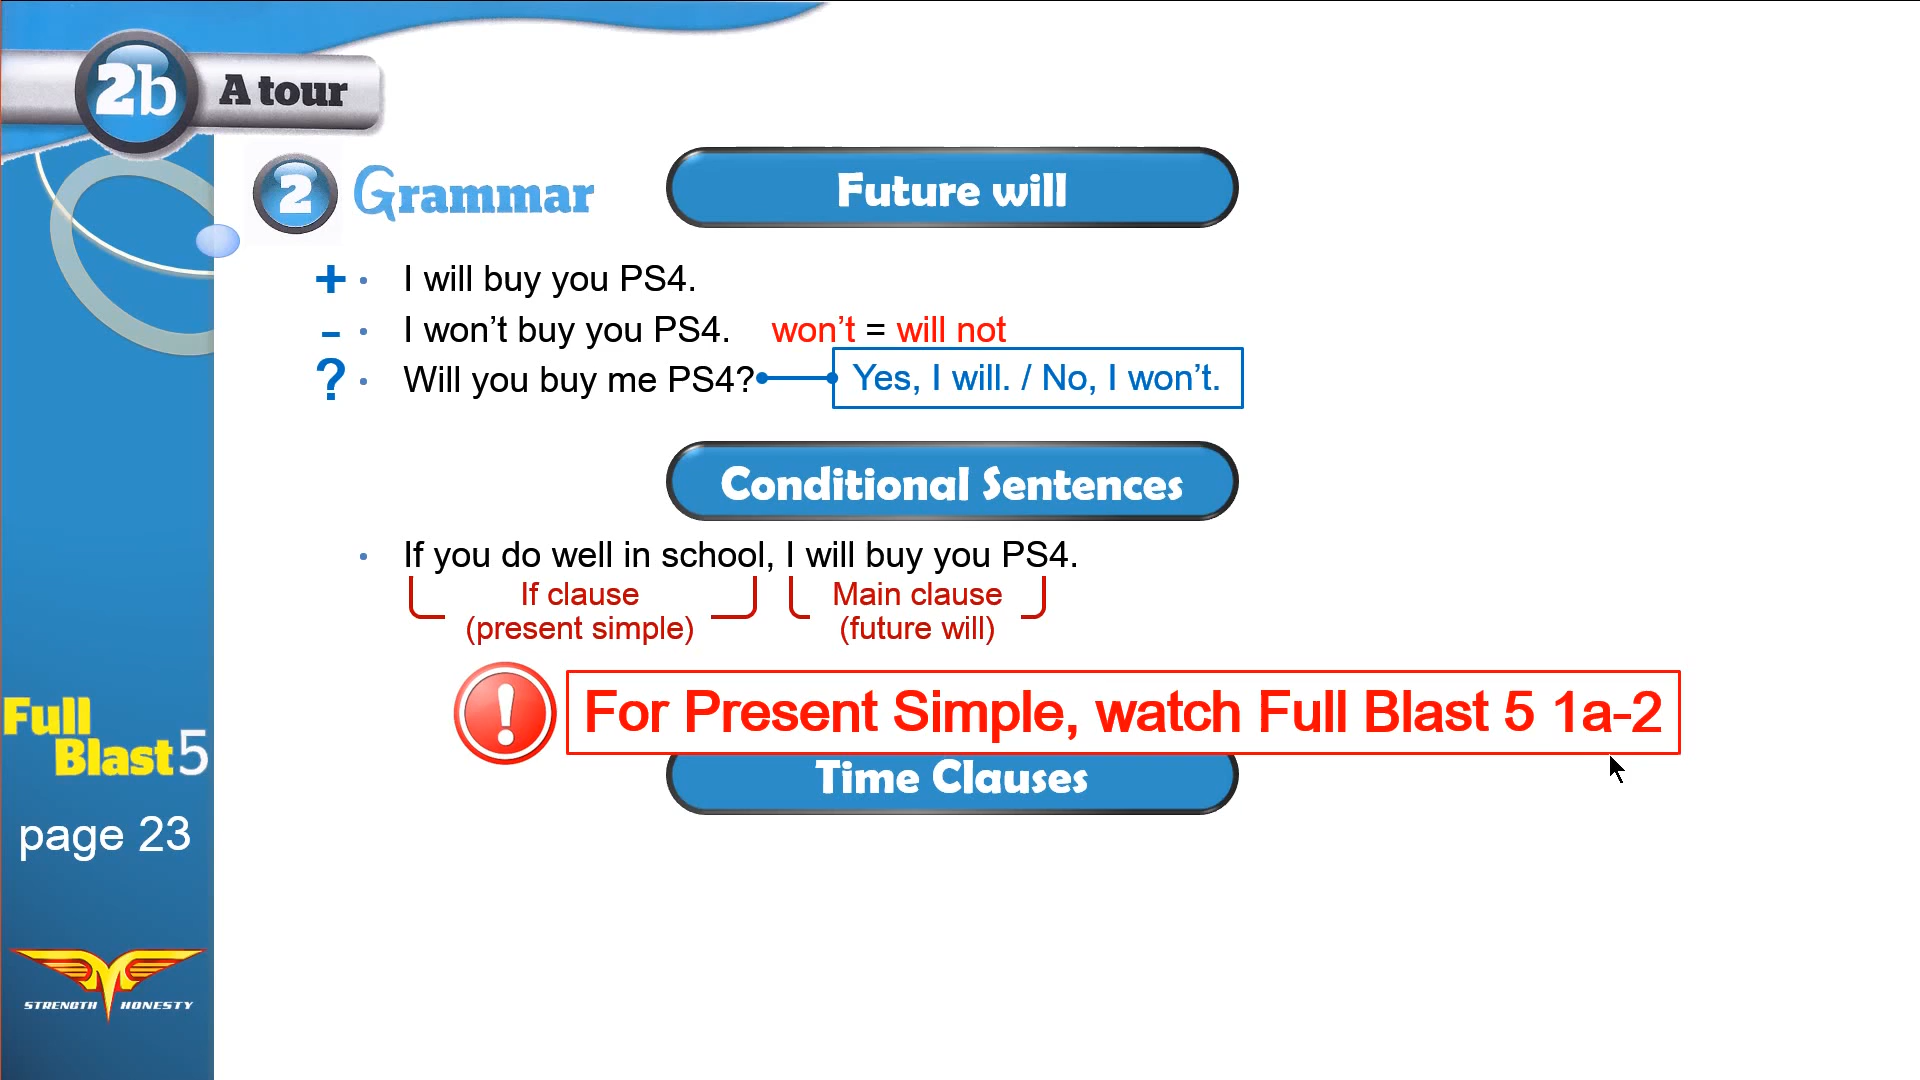 2b A tour
2 Grammar
Future will
+ • I will buy you PS4.
- • I won't buy you PS4. won't = will not
? • Will you buy me PS4? Yes, I will. / No, I won't.
Conditional Sentences
• If you do well in school, I will buy you PS4.
If clause Main clause
(present simple) (future will)
! For Present Simple, watch Full Blast 5 1a-2
Time Clauses
Full
Blast 5
page 23
STRENGTH HONESTY